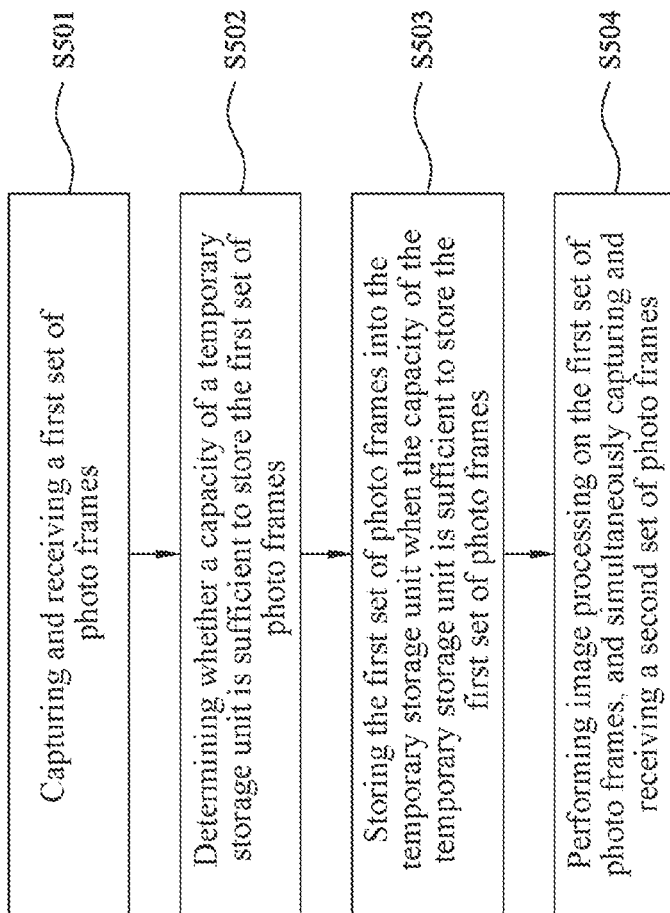 Capturing and receiving a first set of
photo frames
S501
Determining whether a capacity of a temporary
storage unit is sufficient to store the first set of
photo frames
S502
Storing the first set of photo frames into the
temporary storage unit when the capacity of the
temporary storage unit is sufficient to store the
first set of photo frames
S503
Performing image processing on the first set of
photo frames, and simultaneously capturing and
receiving a second set of photo frames
S504